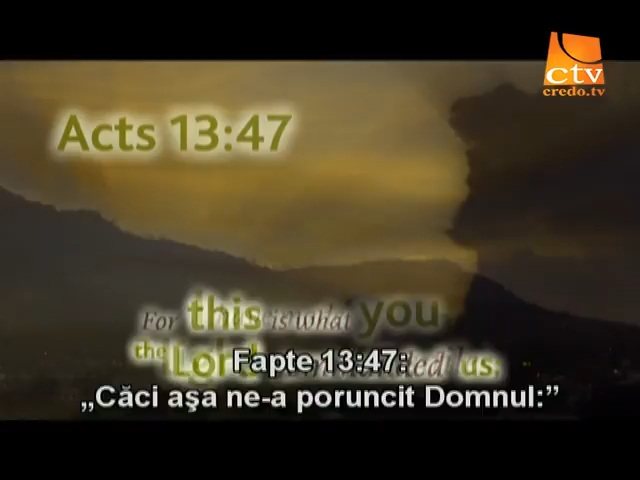 ctv
credo.tv
Acts 13:47
For this is what you
the Lord us;
Fapte 13:47:
„Căci aşa ne-a poruncit Domnul:”